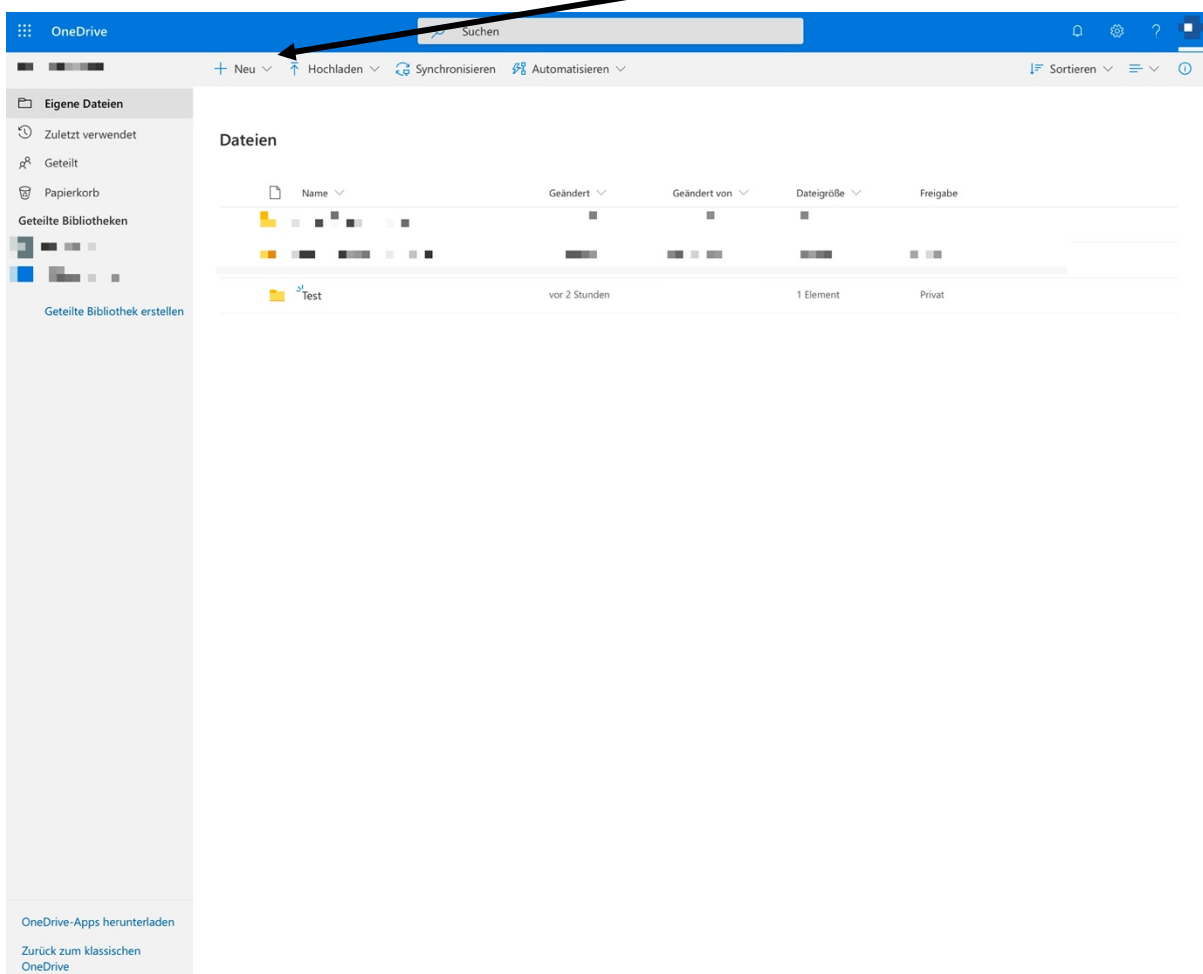 OneDrive
Suchen
?
Neu
Hochladen
Synchronisieren
Automatisieren
Sortieren
Eigene Dateien
Zuletzt verwendet
Geteilt
Papierkorb
Geteilte Bibliotheken
Geteilte Bibliothek erstellen
Dateien
Name
Geändert
Geändert von
Dateigröße
Freigabe
Test
vor 2 Stunden
1 Element
Privat
OneDrive-Apps herunterladen
Zurück zum klassischen
OneDrive